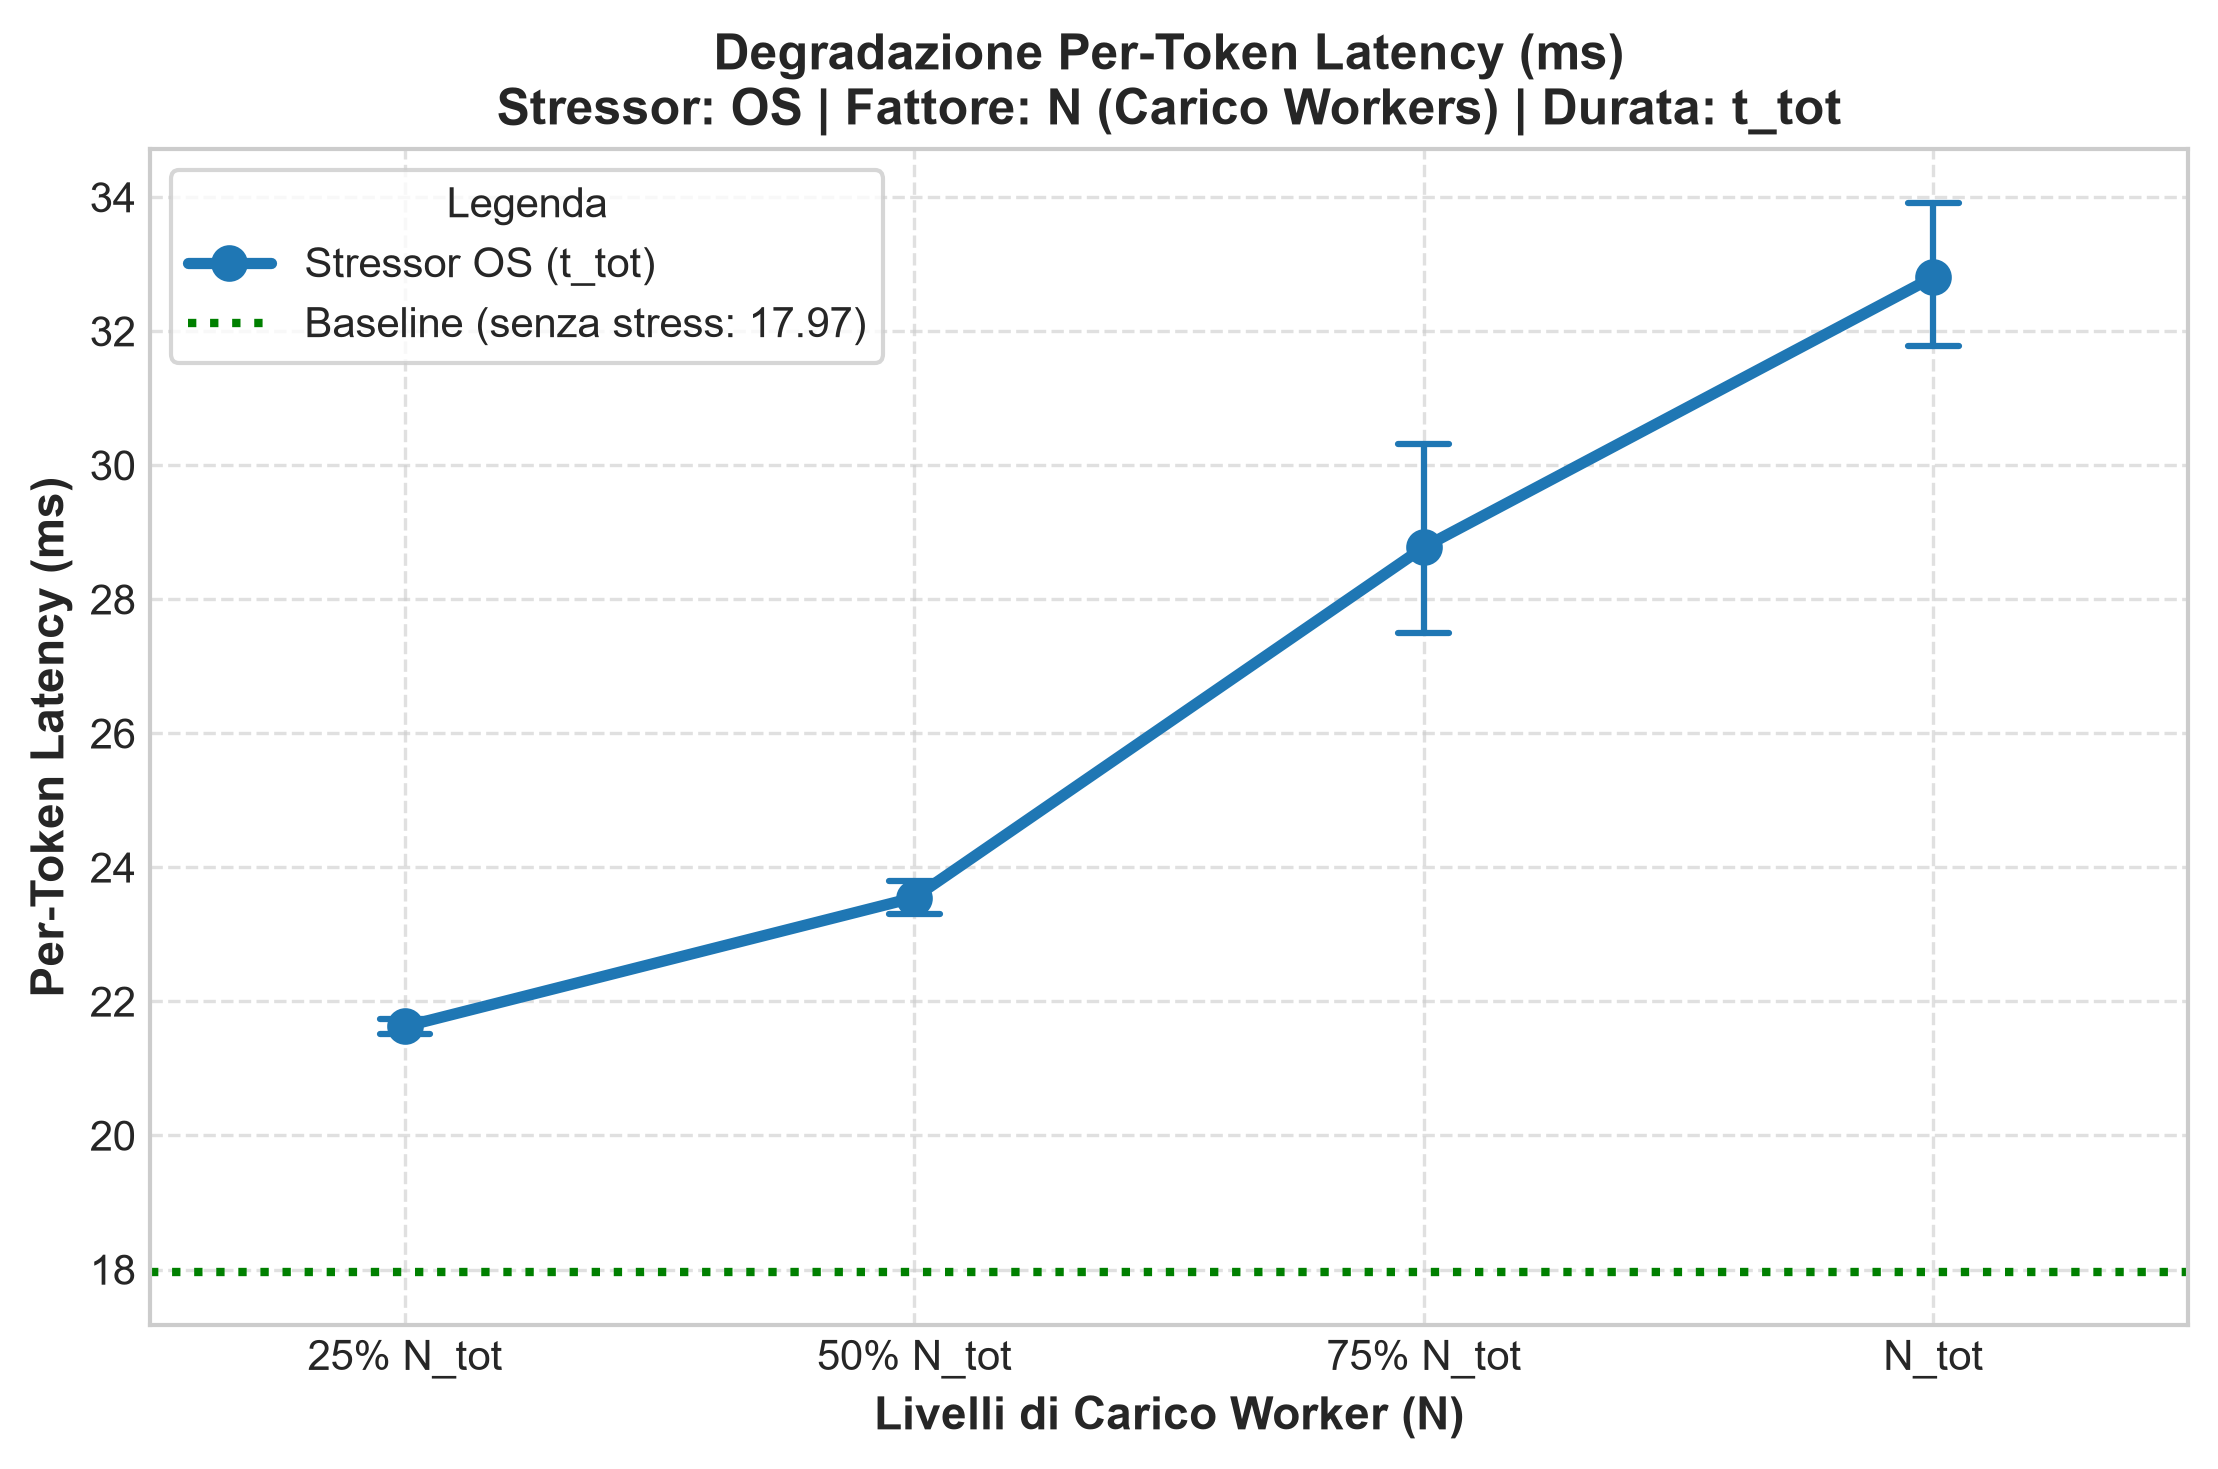 Degradazione Per-Token Latency (ms)
Stressor: OS | Fattore: N (Carico Workers) | Durata: t_tot
Legenda
Stressor OS (t_tot)
Baseline (senza stress: 17.97)
Per-Token Latency (ms)
34
32
30
28
26
24
22
20
18
25% N_tot
50% N_tot
75% N_tot
N_tot
Livelli di Carico Worker (N)